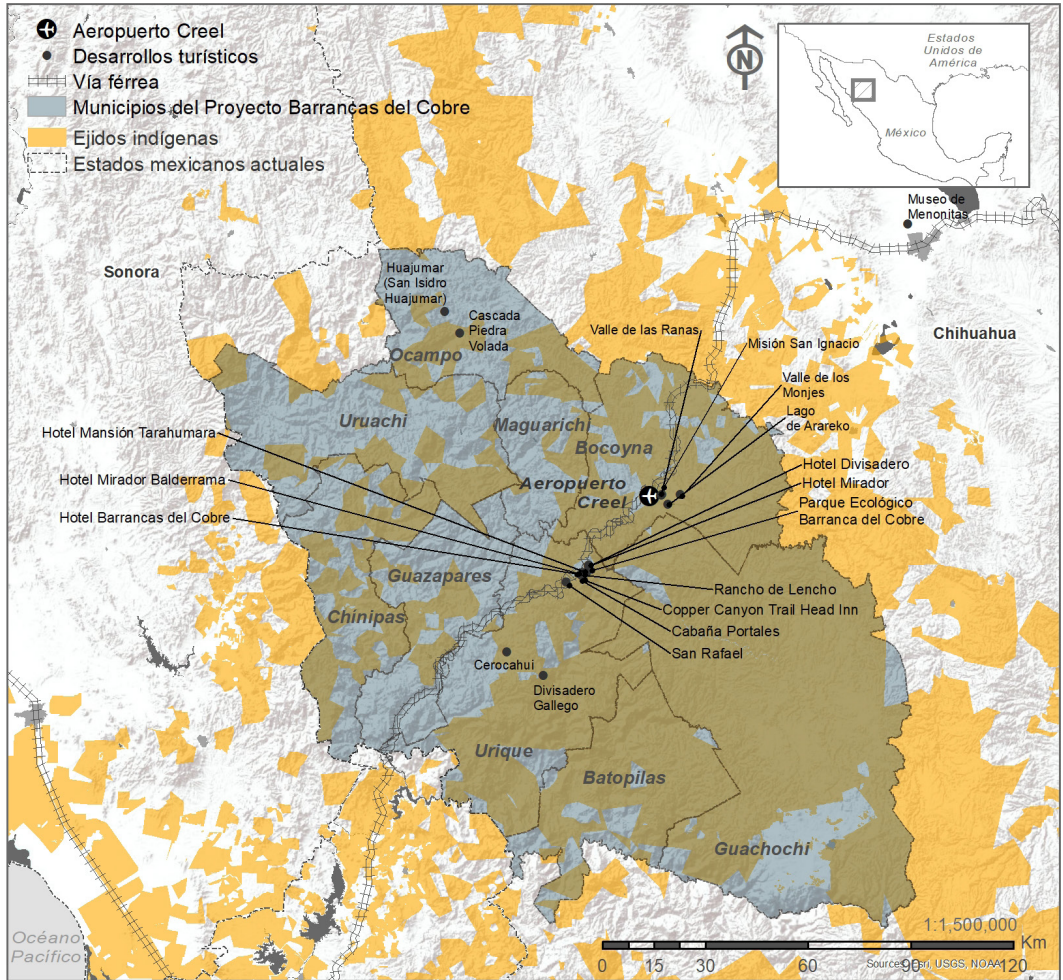 Aeropuerto Creel
Desarrollos turísticos
Vía férrea
Municipios del Proyecto Barrancas del Cobre
Ejidos indígenas
Estados mexicanos actuales
N
Estados
Unidos de
América
México
Museo de
Menonitas
Sonora
Chihuahua
Huajumar
(San Isidro
Huajumar)
Cascada
Piedra
Volada
Ocampo
Valle de las Ranas
Misión San Ignacio
Valle de los
Monjes
Lago
de Arareko
Uruachi
Maguarichi
Bocoyna
Hotel Mansión Tarahumara
Hotel Mirador Balderrama
Hotel Barrancas del Cobre
Aeropuerto
Creel
Hotel Divisadero
Hotel Mirador
Parque Ecológico
Barranca del Cobre
Guazapares
Chinipas
Rancho de Lencho
Copper Canyon Trail Head Inn
Cabaña Portales
San Rafael
Cerocahui
Divisadero
Gallego
Urique
Batopilas
Guachochi
Océano
Pacífico
1:1,500,000
Km
0 15 30 60 90 120
Sources: Esri, USGS, NOAA